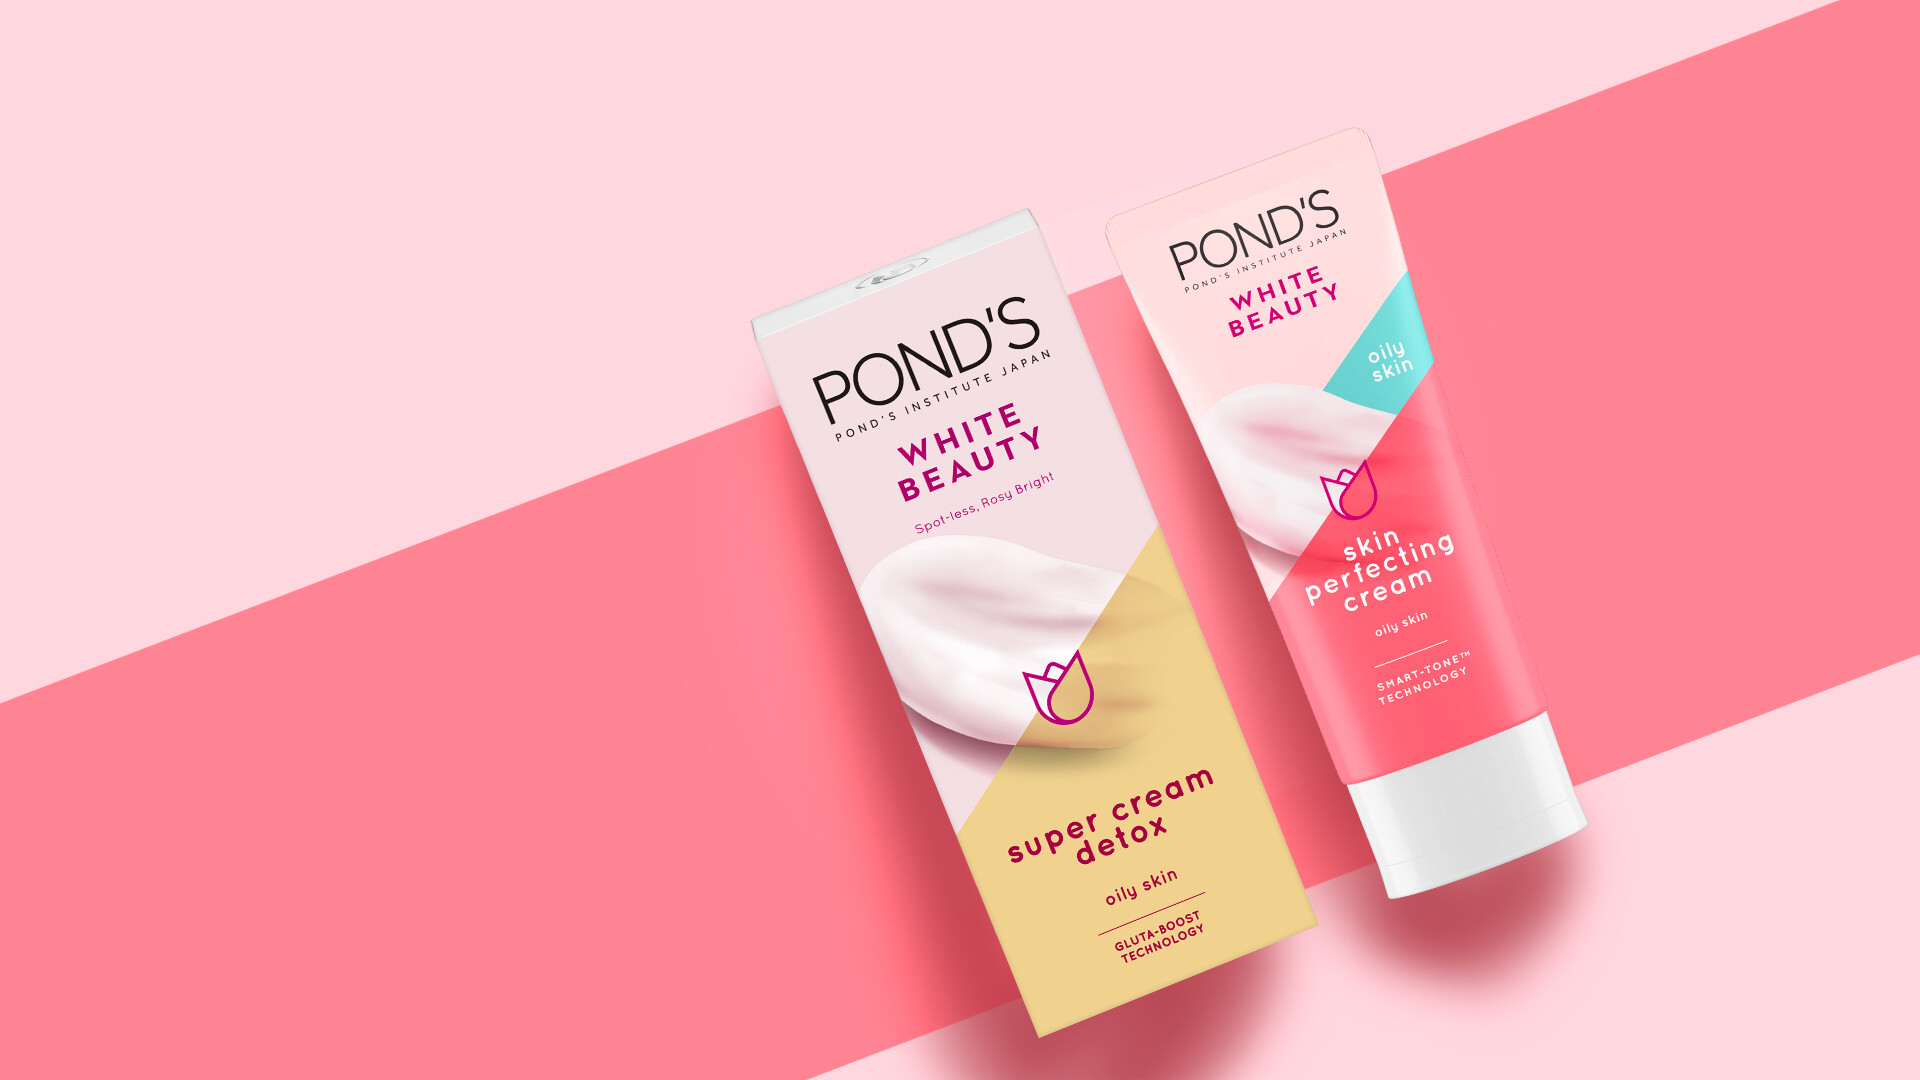 POND'S
POND'S INSTITUTE JAPAN
WHITE
BEAUTY
Spot-less, Rosy Bright
super cream
detox
oily skin
GLUTA-BOOST
TECHNOLOGY
POND'S
POND'S INSTITUTE JAPAN
WHITE
BEAUTY
oily
skin
skin
perfecting
cream
oily skin
SMART-TONE™
TECHNOLOGY